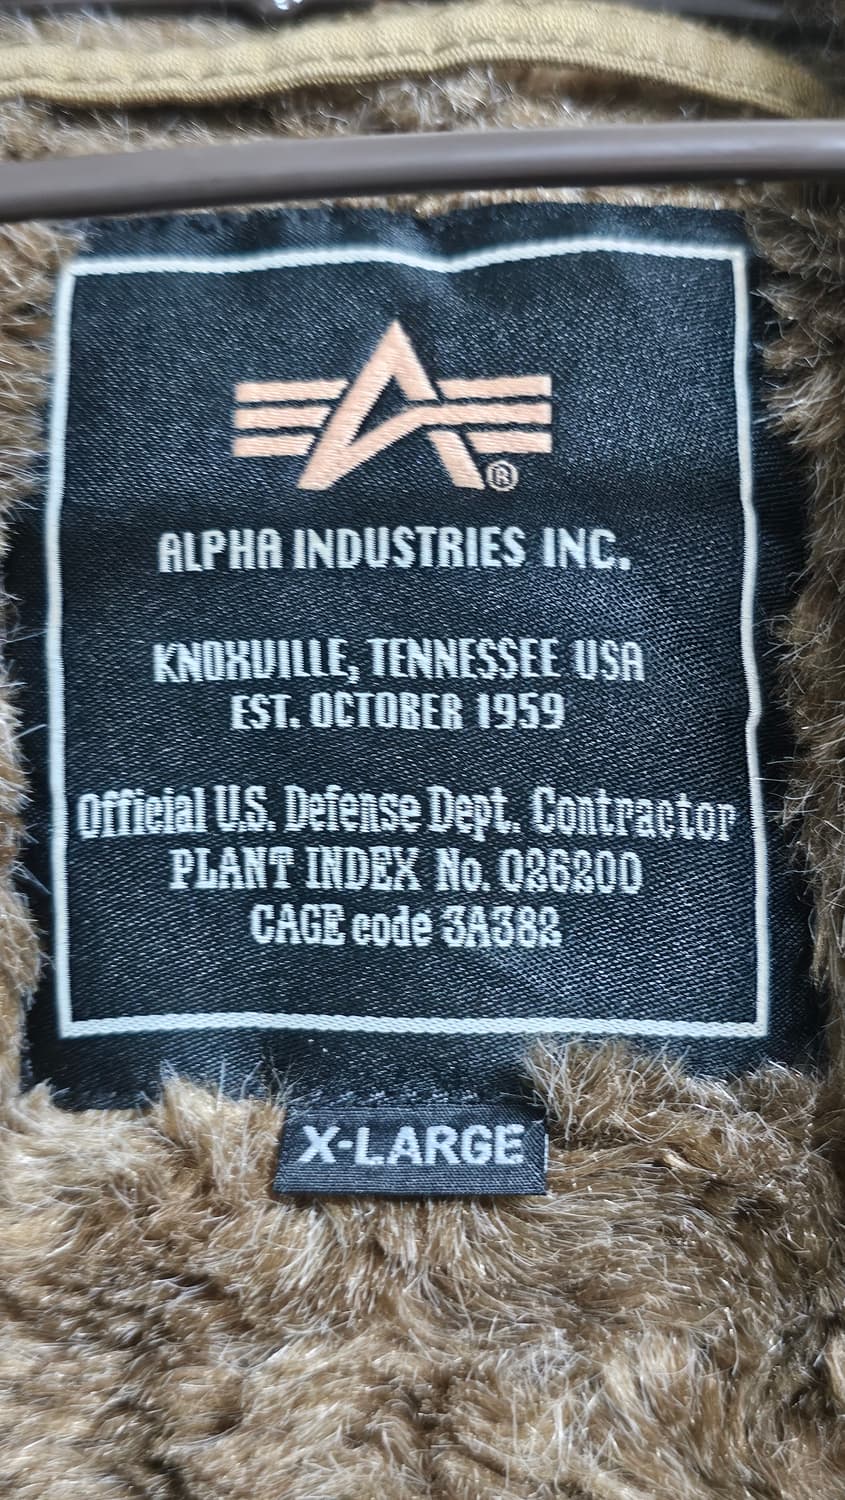 ®
ALPHA INDUSTRIES INC.
KNOXVILLE, TENNESSEE USA
EST. OCTOBER 1959
Official U.S. Defense Dept. Contractor
PLANT INDEX No. 026200
CAGE code 3A382
X-LARGE